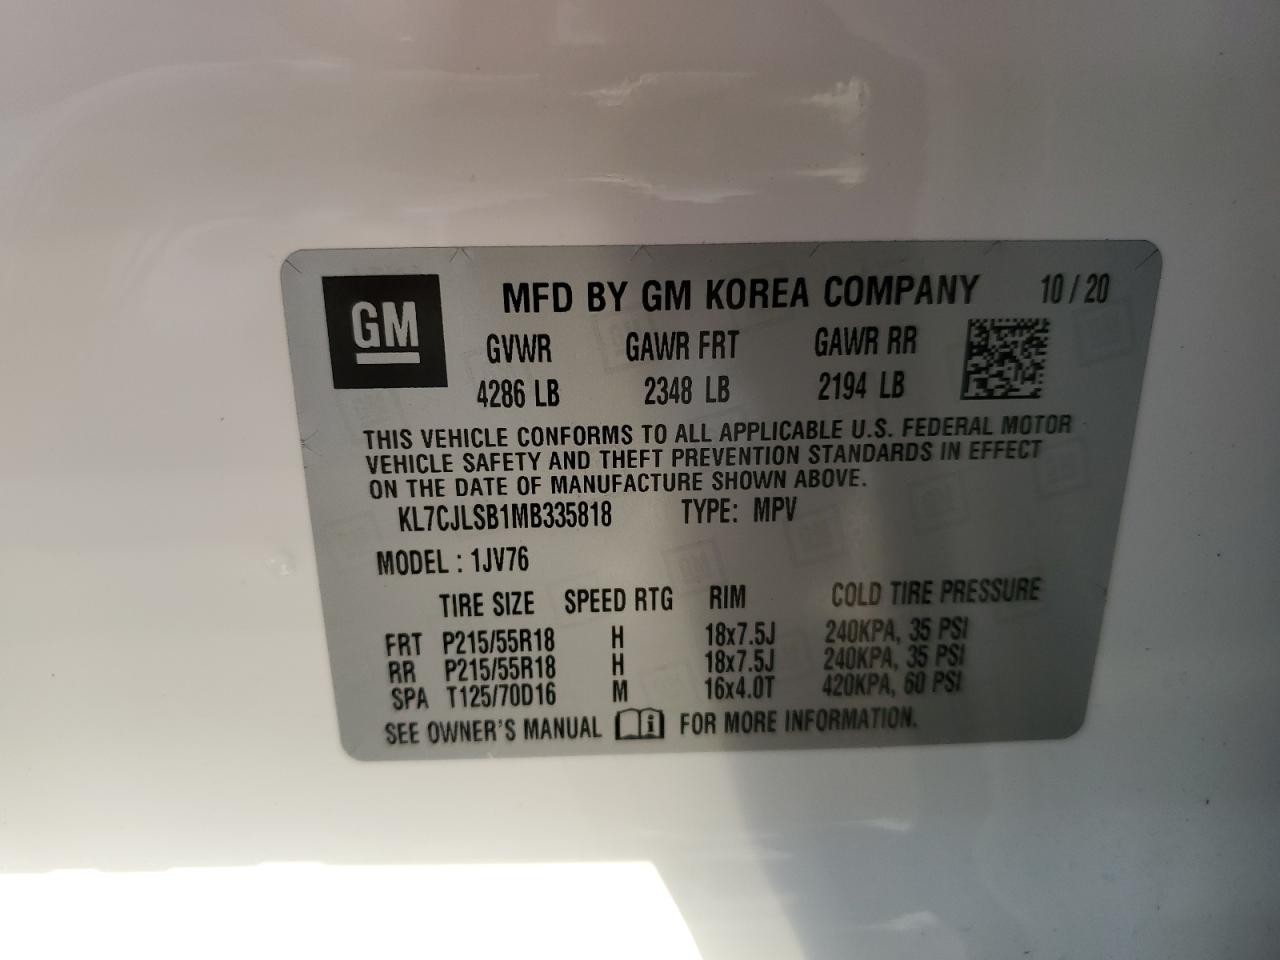 GM
MFD BY GM KOREA COMPANY 10/20
GVWR GAWR FRT GAWR RR
4286 LB 2348 LB 2194 LB
THIS VEHICLE CONFORMS TO ALL APPLICABLE U.S. FEDERAL MOTOR
VEHICLE SAFETY AND THEFT PREVENTION STANDARDS IN EFFECT
ON THE DATE OF MANUFACTURE SHOWN ABOVE.
KL7CJLSB1MB335818 TYPE: MPV
MODEL : 1JV76
TIRE SIZE SPEED RTG RIM COLD TIRE PRESSURE
FRT P215/55R18 H 18x7.5J 240KPA, 35 PSI
RR P215/55R18 H 18x7.5J 240KPA, 35 PSI
SPA T125/70D16 M 16x4.0T 420KPA, 60 PSI
SEE OWNER'S MANUAL FOR MORE INFORMATION.